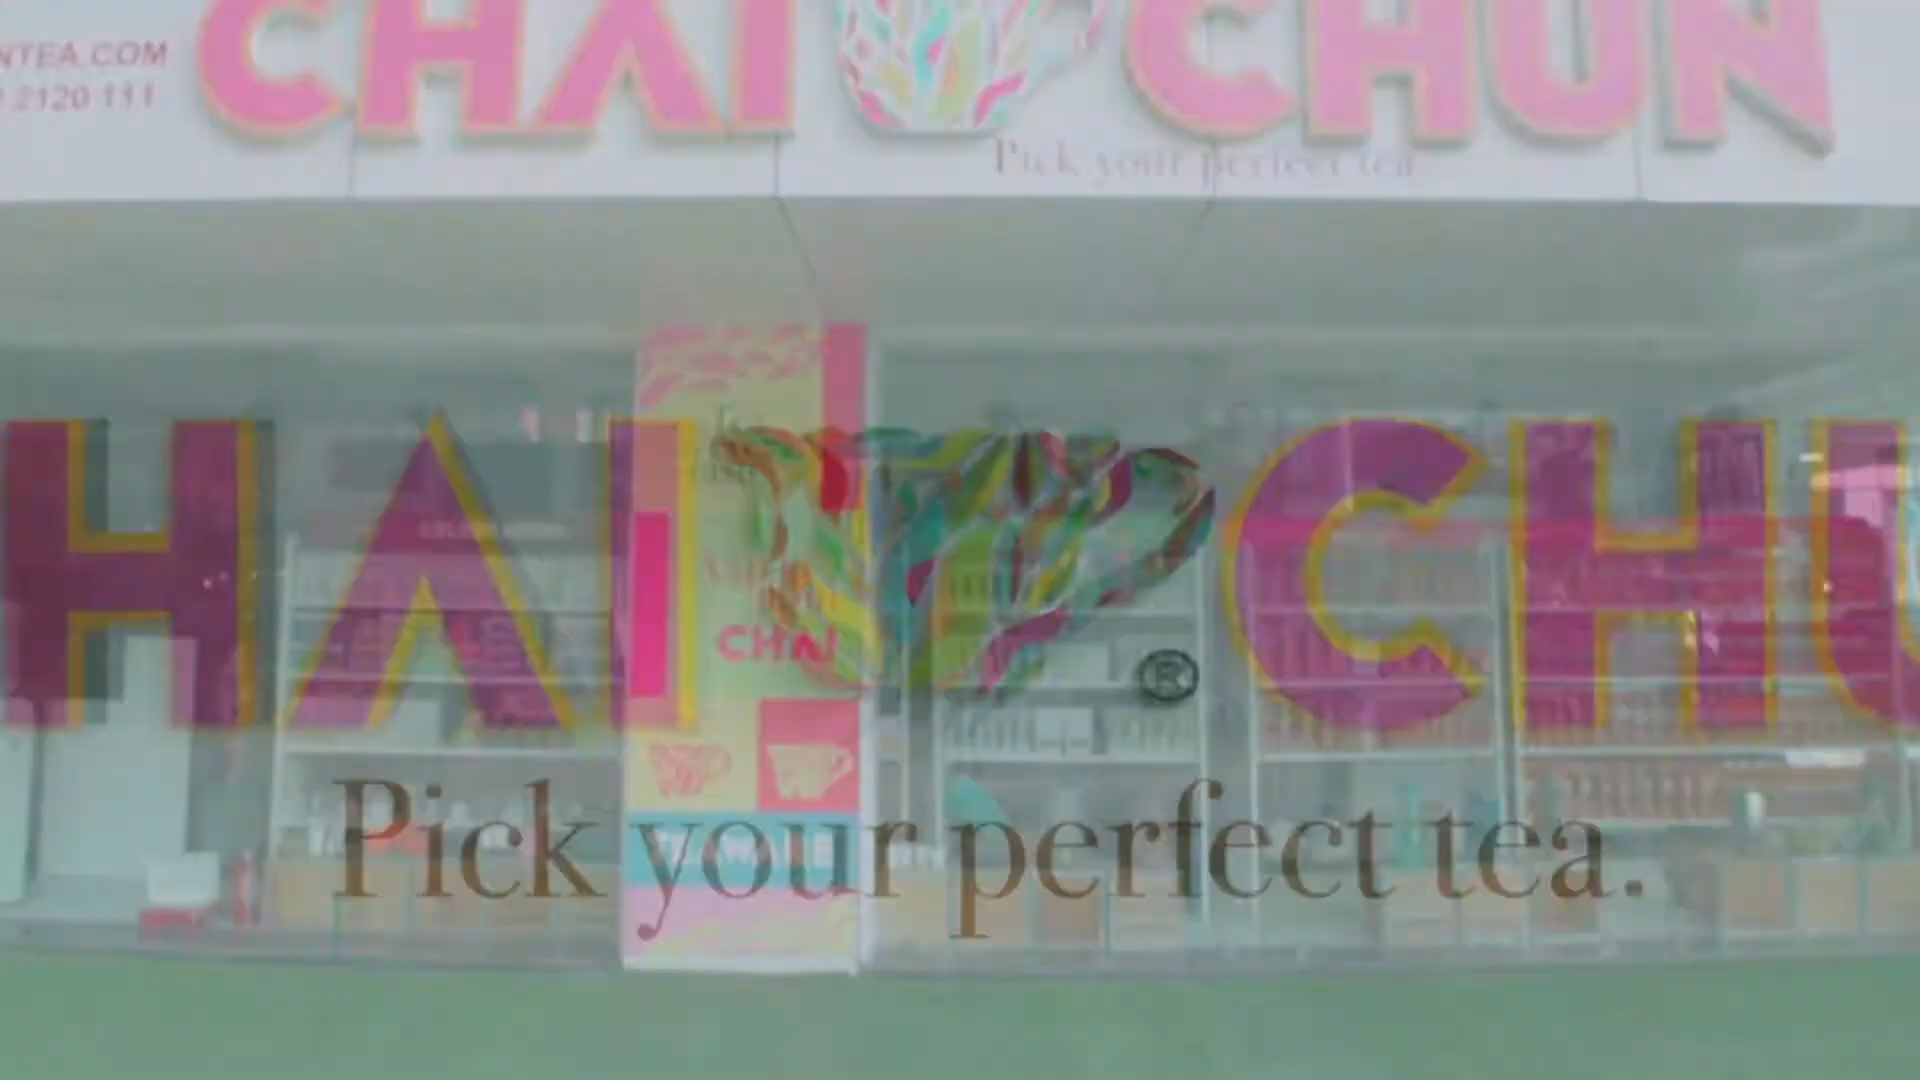 NTEA.COM
2120 111
CHAI CHUN
Pick your perfect tea
HAI CHU
®
CHAI
Pick your perfect tea.